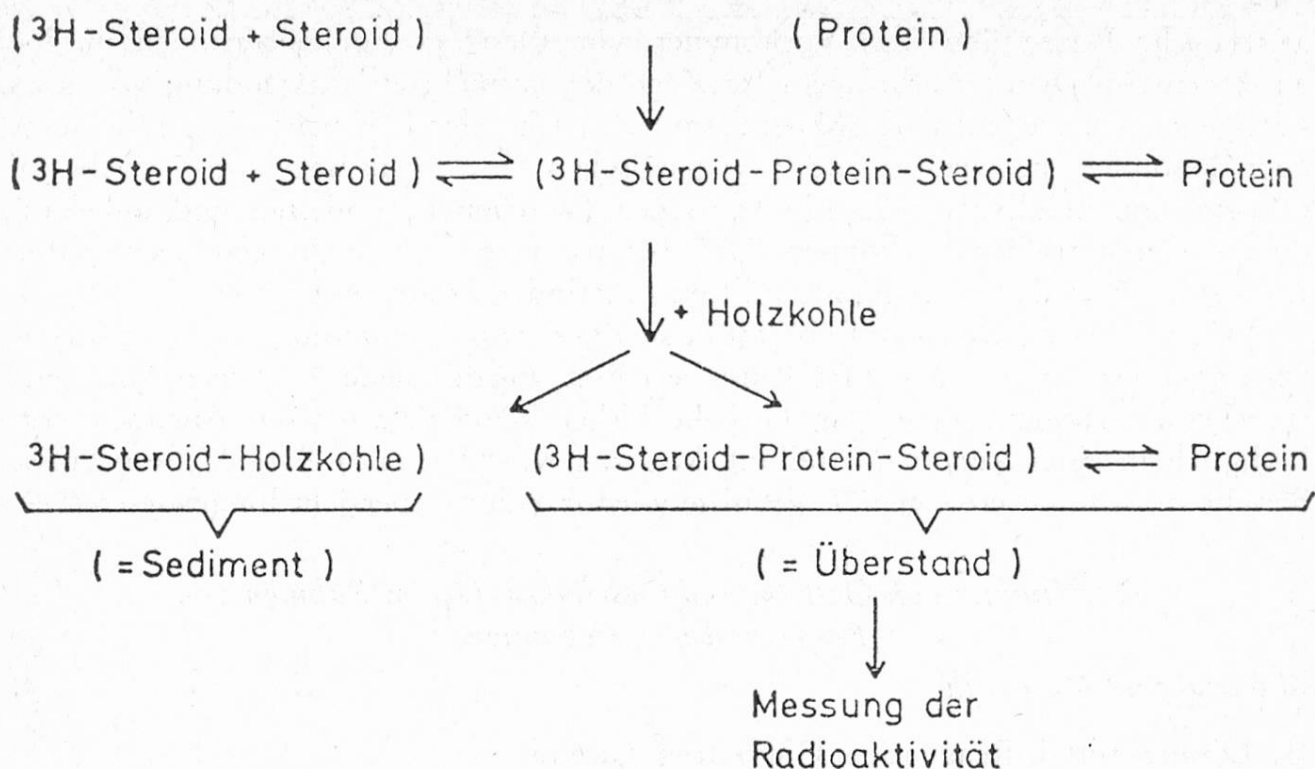 (³H-Steroid + Steroid) (Protein)
(³H-Steroid + Steroid) ⇌ (³H-Steroid-Protein-Steroid) ⇌ Protein
+ Holzkohle
³H-Steroid-Holzkohle) (³H-Steroid-Protein-Steroid) ⇌ Protein
( = Sediment ) ( = Überstand )
Messung der
Radioaktivität